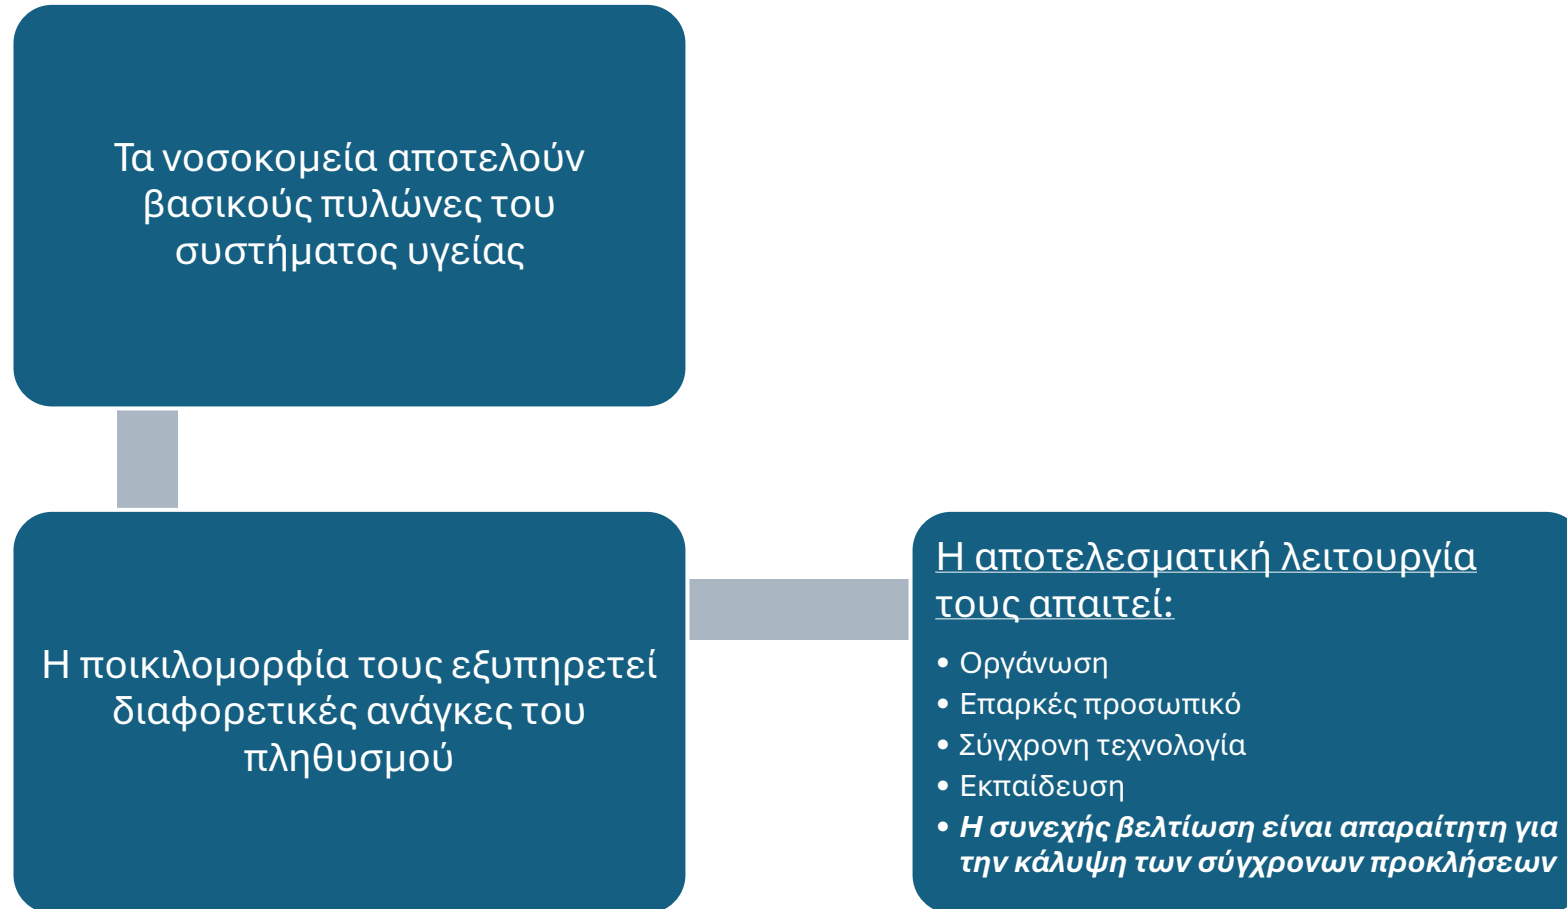 Τα νοσοκομεία αποτελούν
βασικούς πυλώνες του
συστήματος υγείας
Η ποικιλομορφία τους εξυπηρετεί
διαφορετικές ανάγκες του
πληθυσμού
Η αποτελεσματική λειτουργία
τους απαιτεί:
• Οργάνωση
• Επαρκές προσωπικό
• Σύγχρονη τεχνολογία
• Εκπαίδευση
• Η συνεχής βελτίωση είναι απαραίτητη για
την κάλυψη των σύγχρονων προκλήσεων